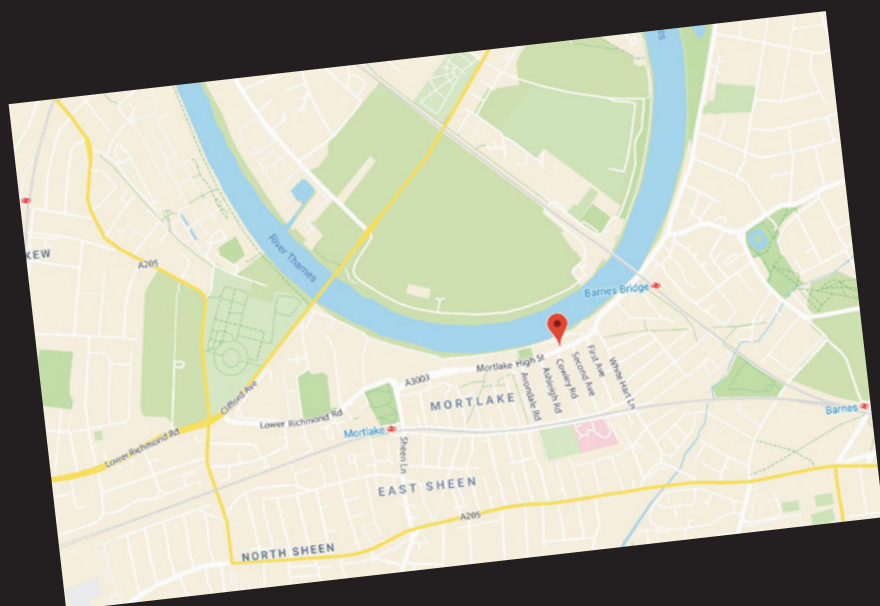 KEW
A205
River Thames
Barnes Bridge
Mortlake High St
A3003
MORTLAKE
Avondale Rd
Ashleigh Rd
Cowley Rd
Second Ave
First Ave
White Hart Ln
Clifford Ave
Lower Richmond Rd
Lower Richmond Rd
Mortlake
Sheen Ln
Barnes
EAST SHEEN
A205
NORTH SHEEN